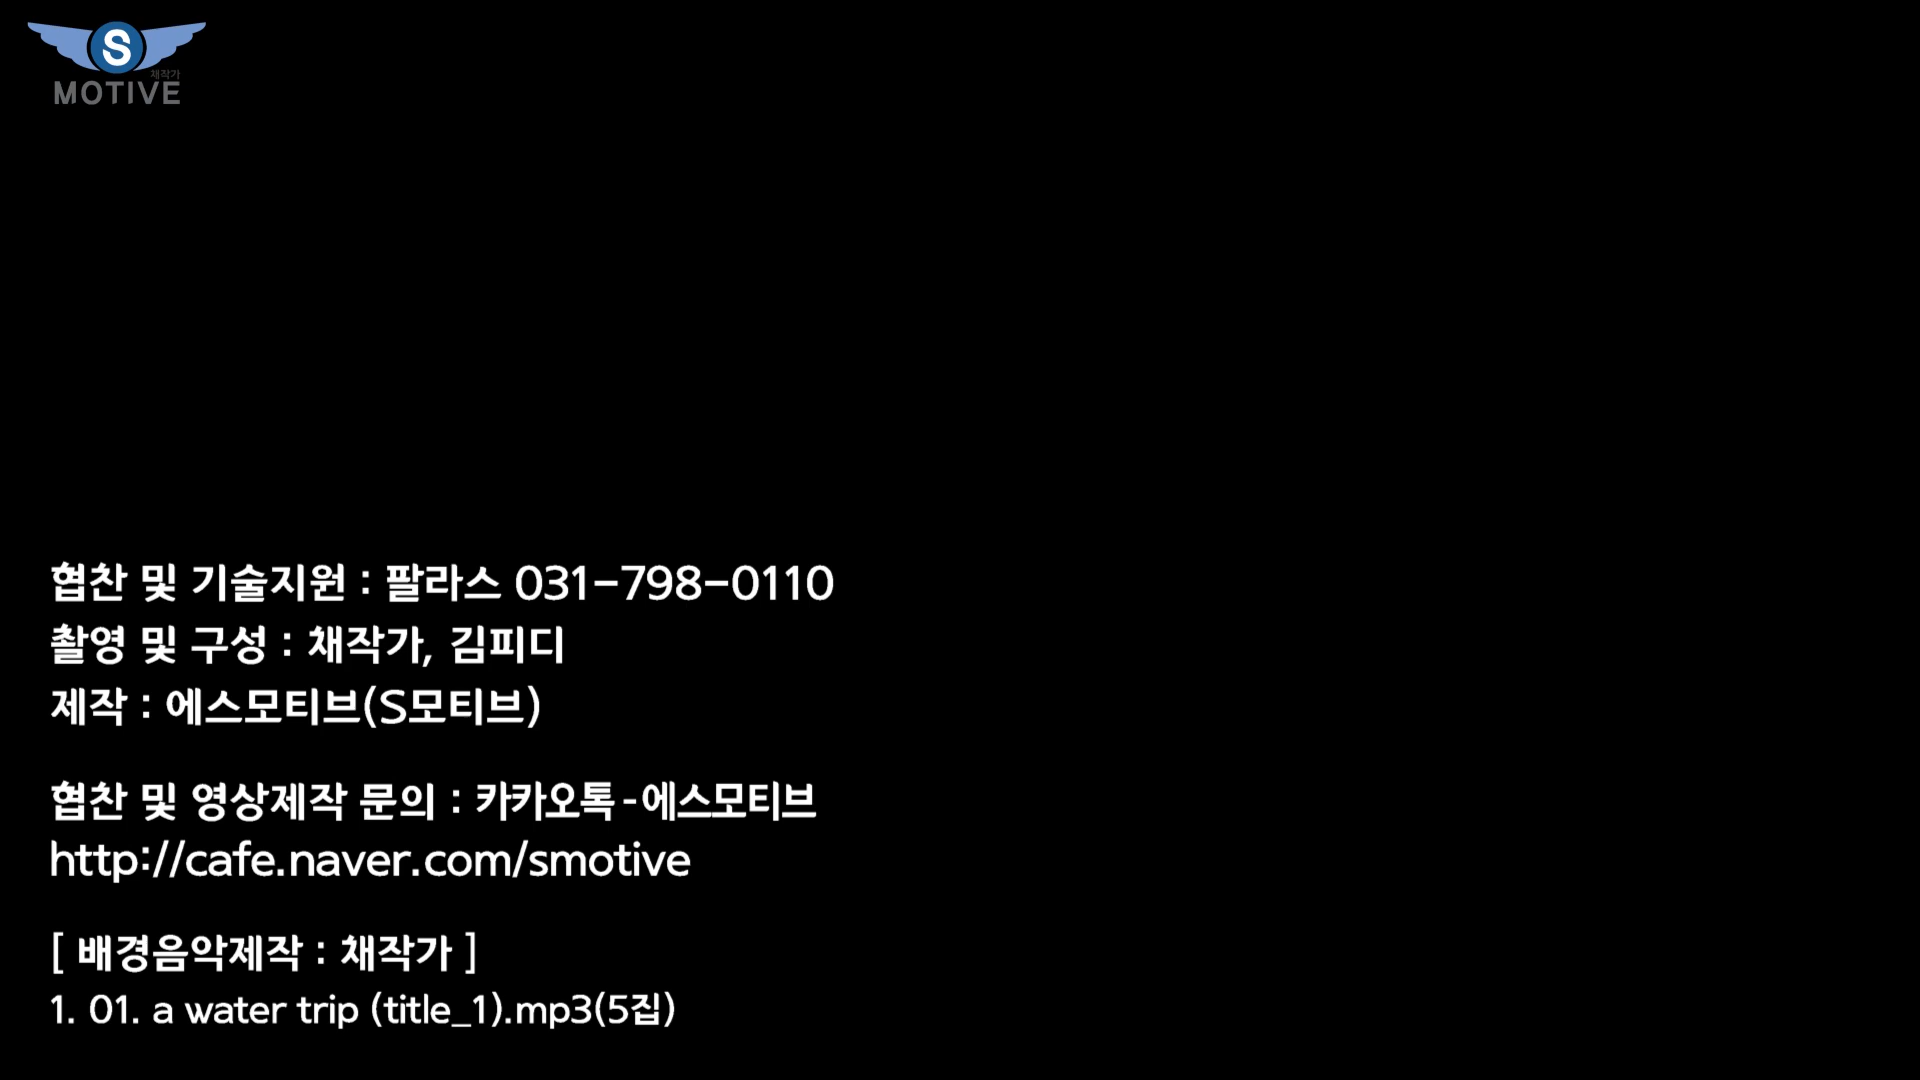 S
채작가
MOTIVE
협찬 및 기술지원 : 팔라스 031-798-0110
촬영 및 구성 : 채작가, 김피디
제작 : 에스모티브(S모티브)
협찬 및 영상제작 문의 : 카카오톡-에스모티브
http://cafe.naver.com/smotive
[ 배경음악제작 : 채작가 ]
1. 01. a water trip (title_1).mp3(5집)